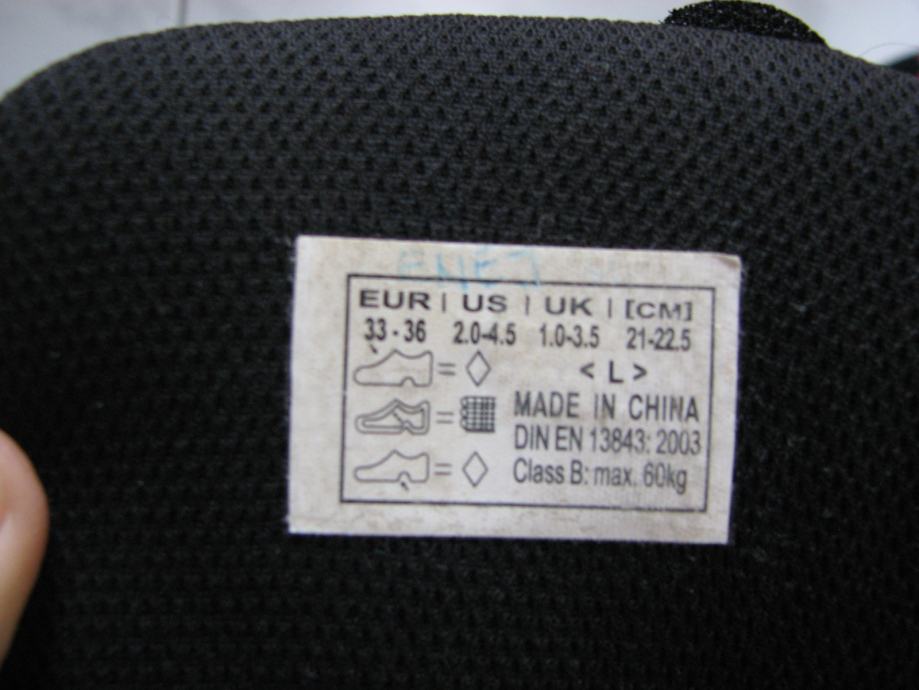 EUR | US | UK | [CM]
33 - 36 2.0-4.5 1.0-3.5 21-22.5
= < L >
= MADE IN CHINA
DIN EN 13843: 2003
= Class B: max. 60kg